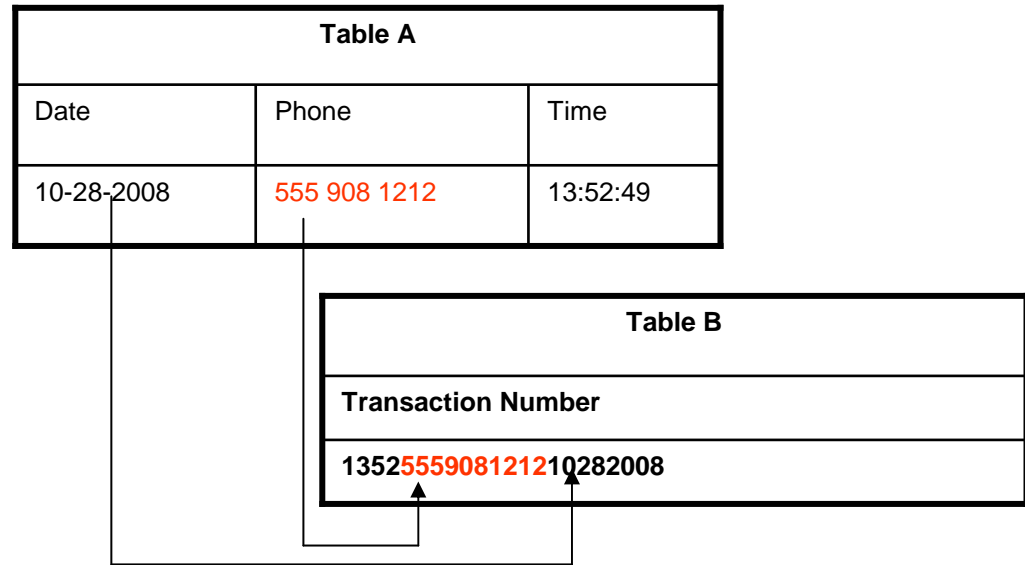 Table A
Date Phone Time
10-28-2008 555 908 1212 13:52:49
Table B
Transaction Number
1352555908121210282008